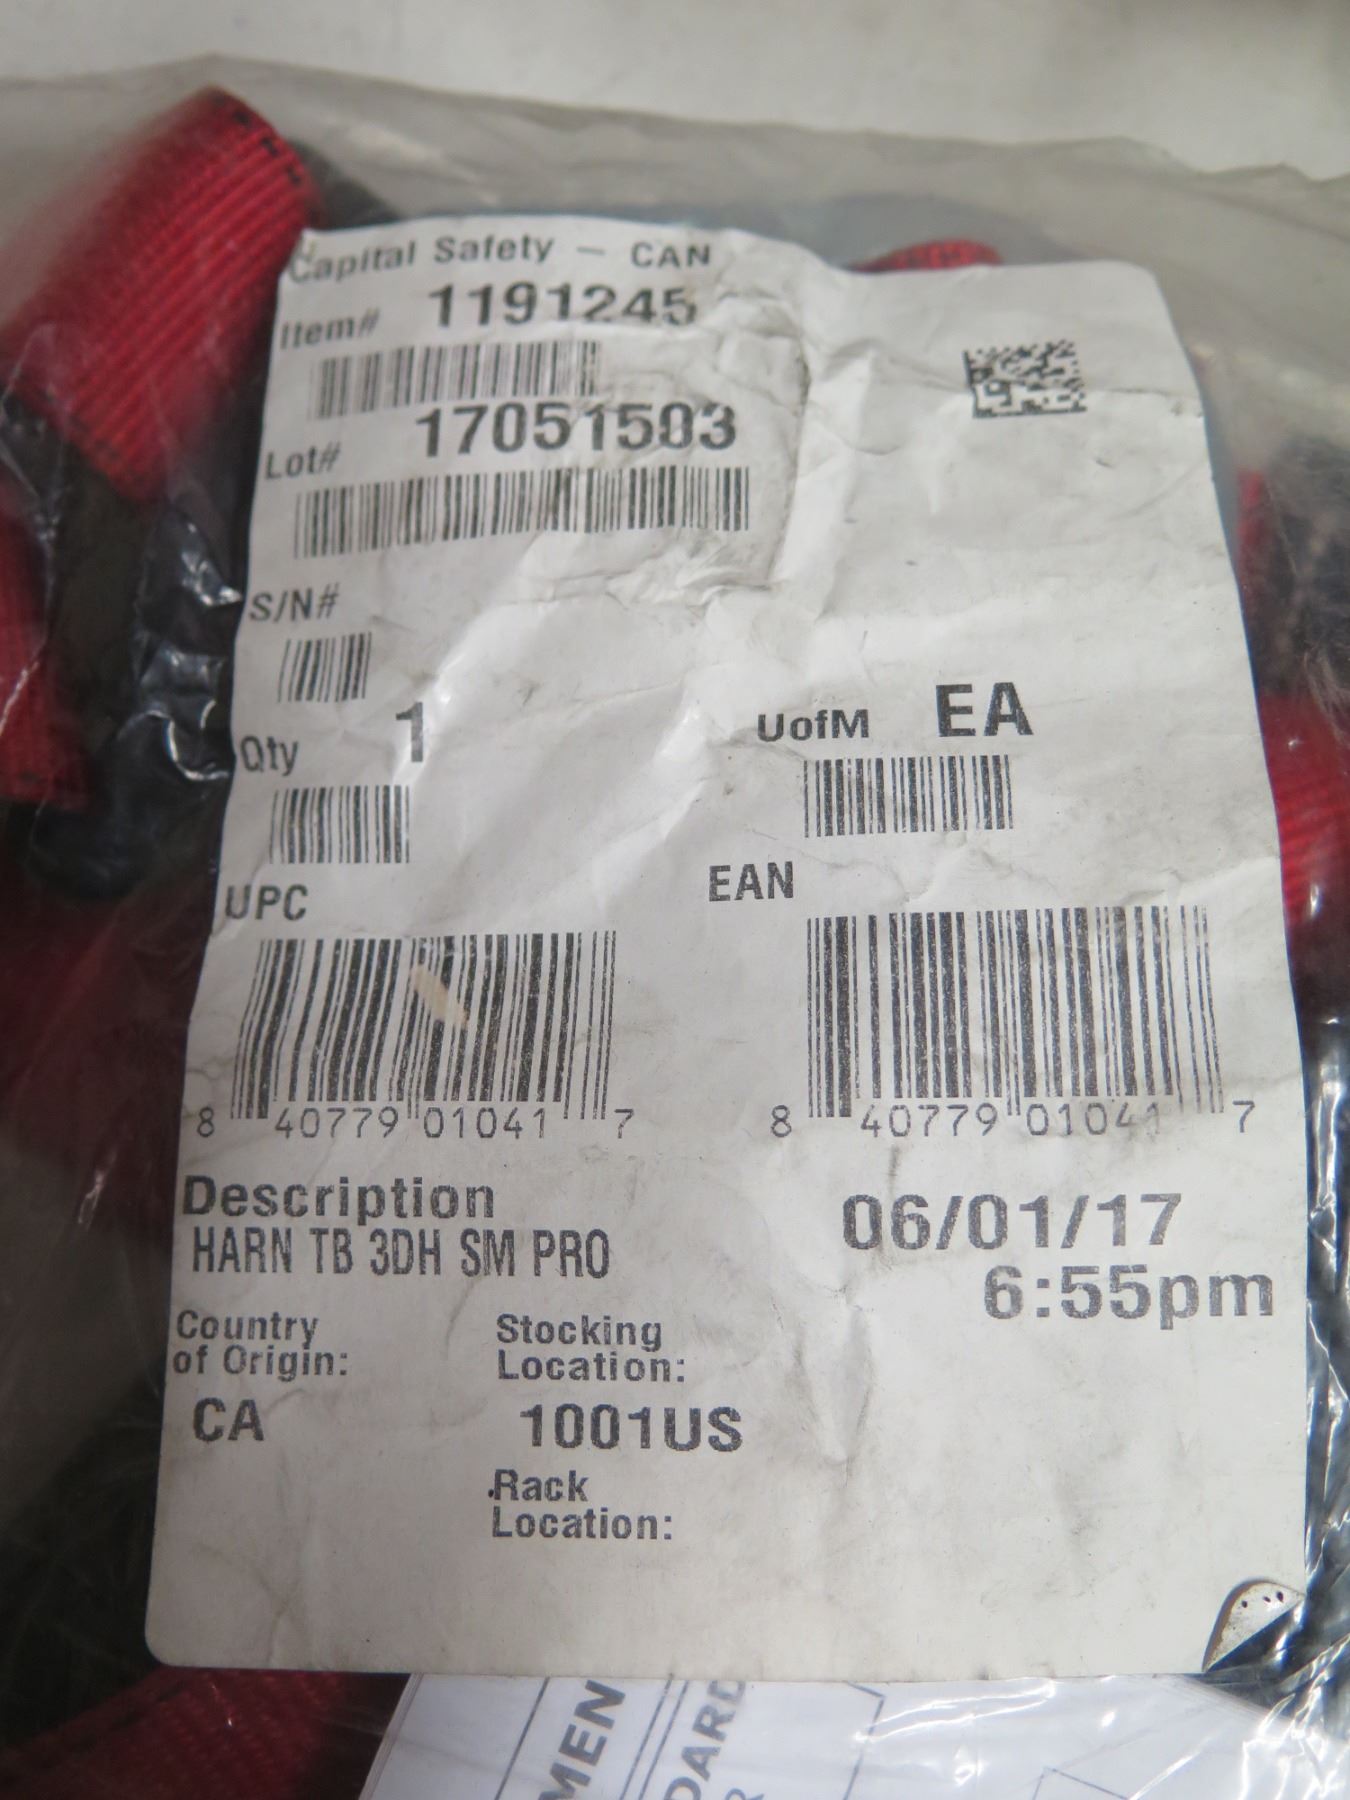 Capital Safety - CAN
Item# 1191245
Lot# 17051503
S/N#
Qty 1
UofM EA
UPC
EAN
8 40779 01041 7
8 40779 01041 7
Description
HARN TB 3DH SM PRO
06/01/17
6:55pm
Country
of Origin:
CA
Stocking
Location:
1001US
Rack
Location:
MEN
DARD